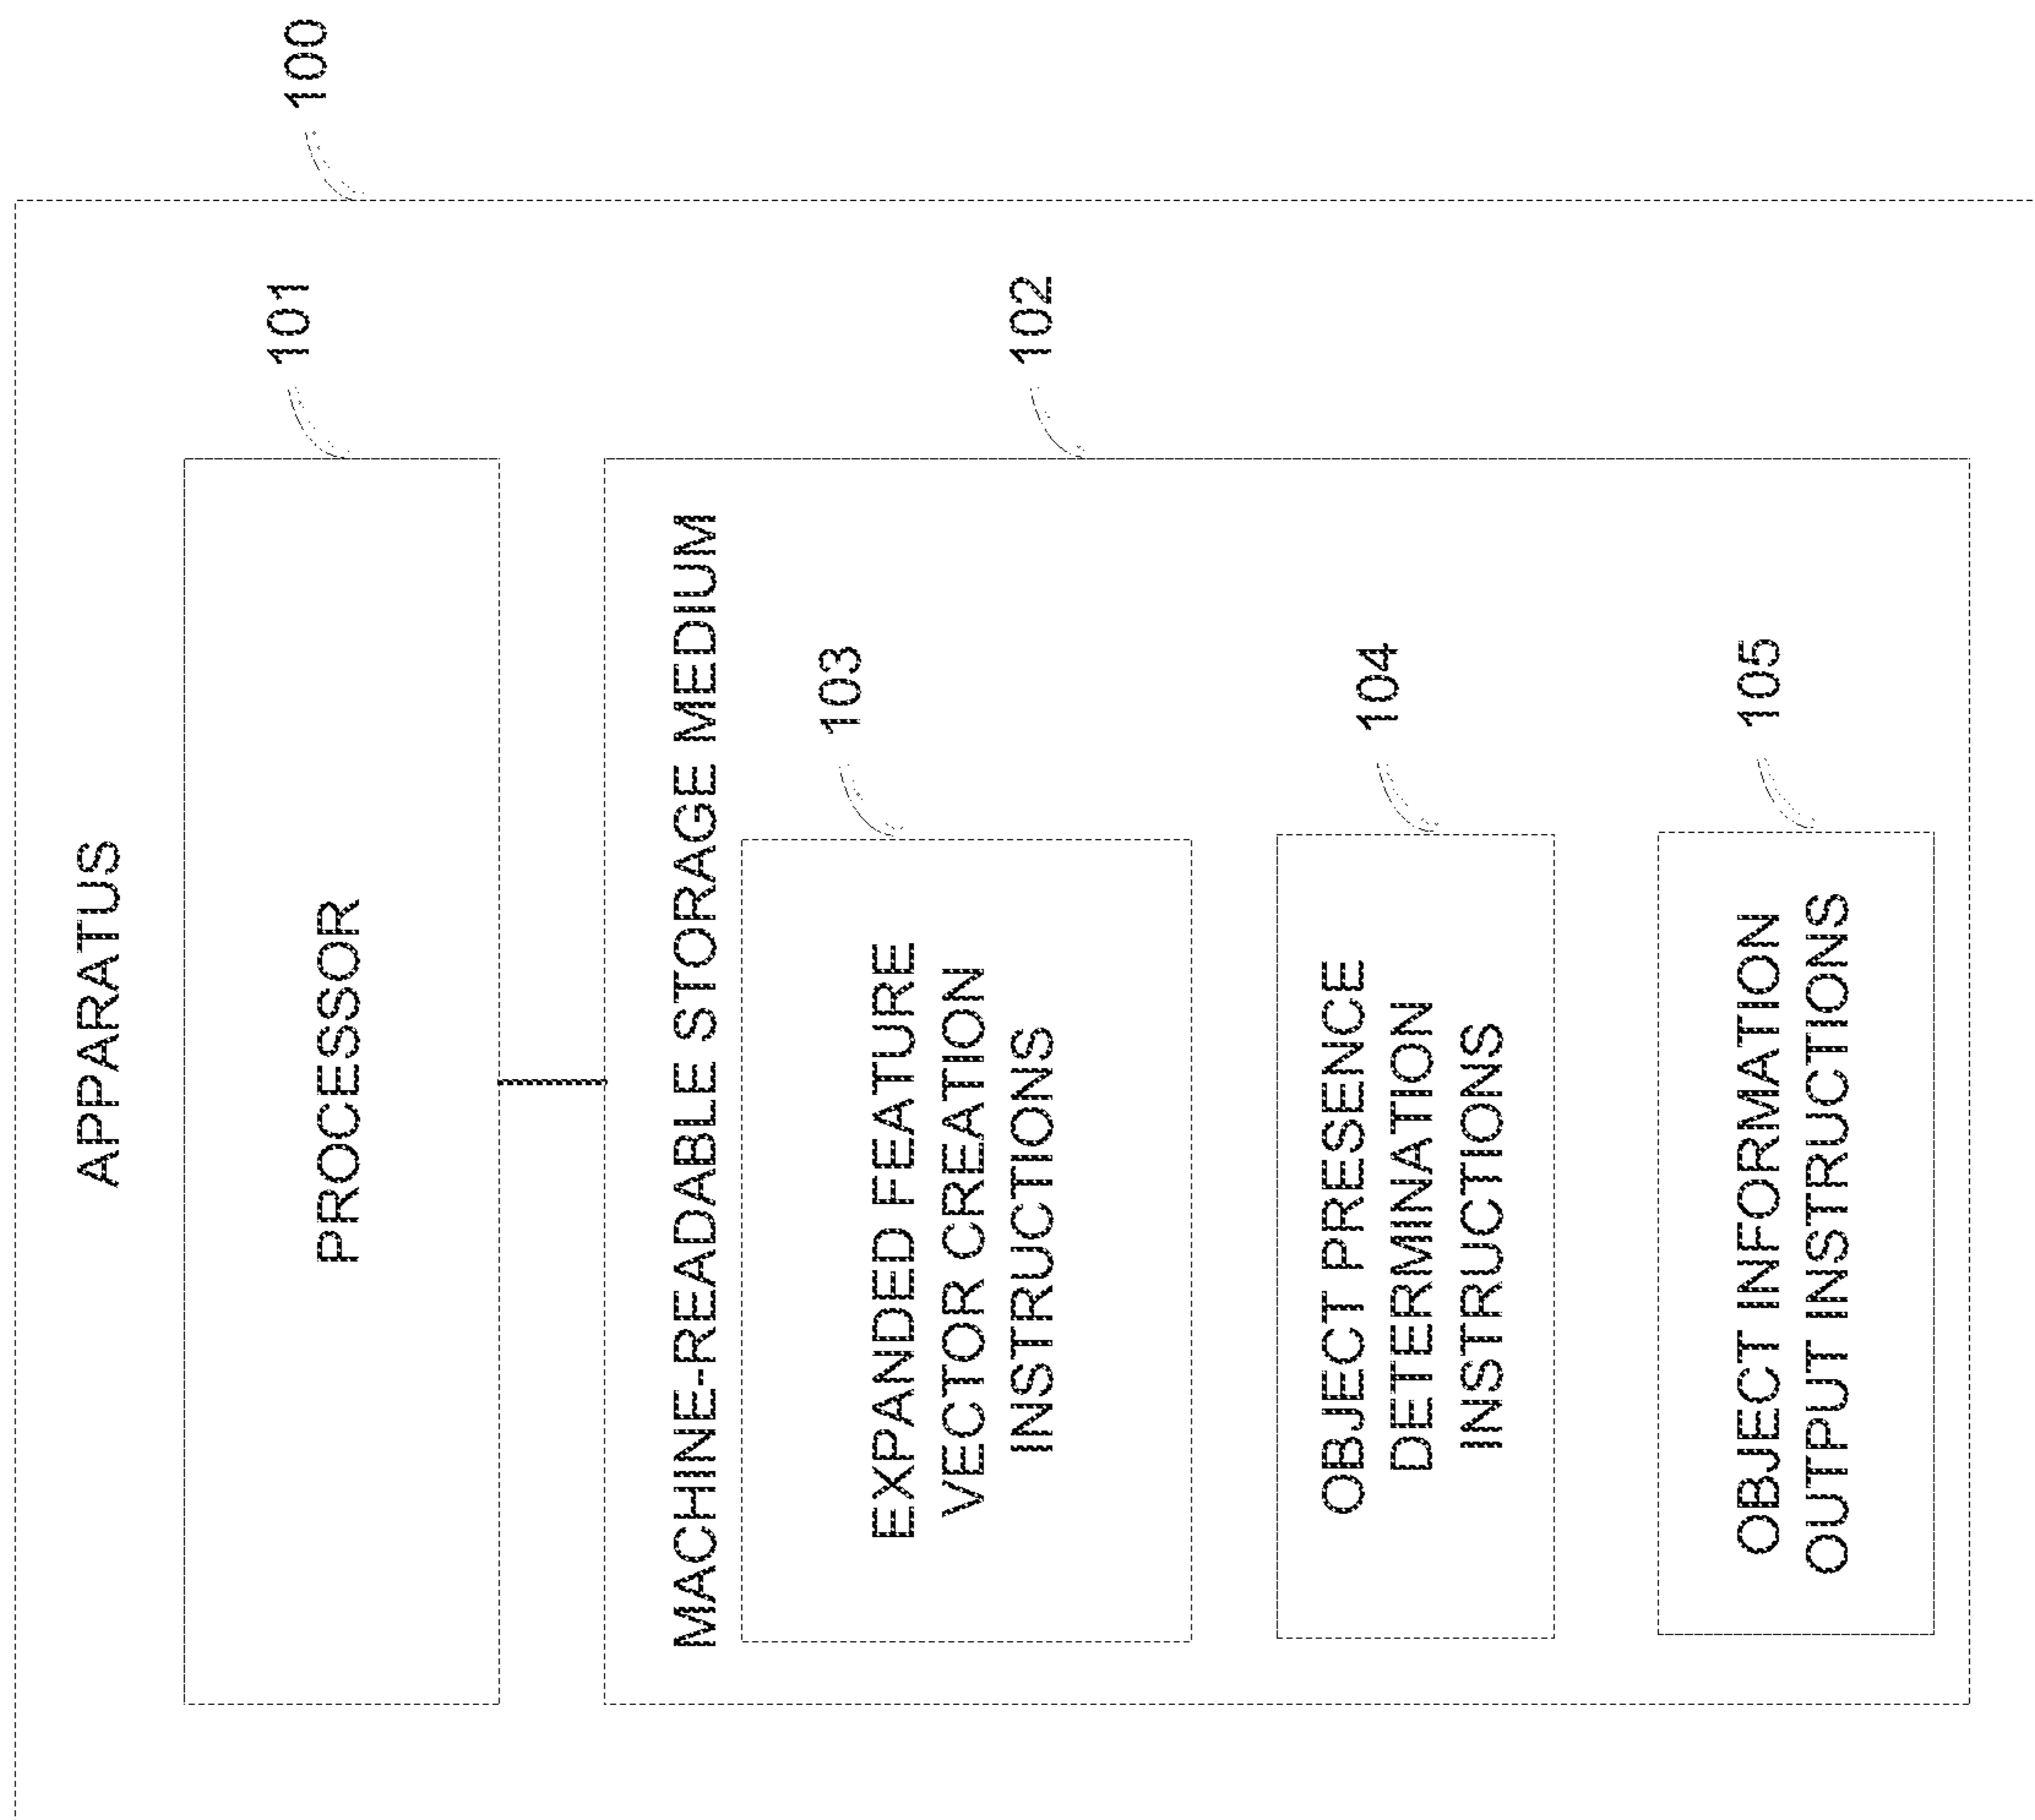 100
APPARATUS
101
PROCESSOR
102
MACHINE-READABLE STORAGE MEDIUM
103
EXPANDED FEATURE
VECTOR CREATION
INSTRUCTIONS
104
OBJECT PRESENCE
DETERMINATION
INSTRUCTIONS
105
OBJECT INFORMATION
OUTPUT INSTRUCTIONS